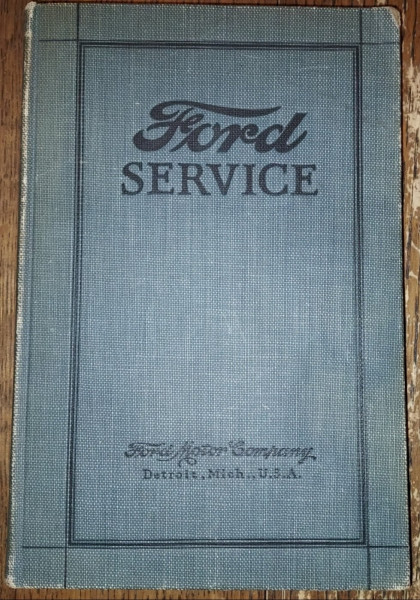 Ford
SERVICE
Ford Motor Company
Detroit, Mich., U.S.A.